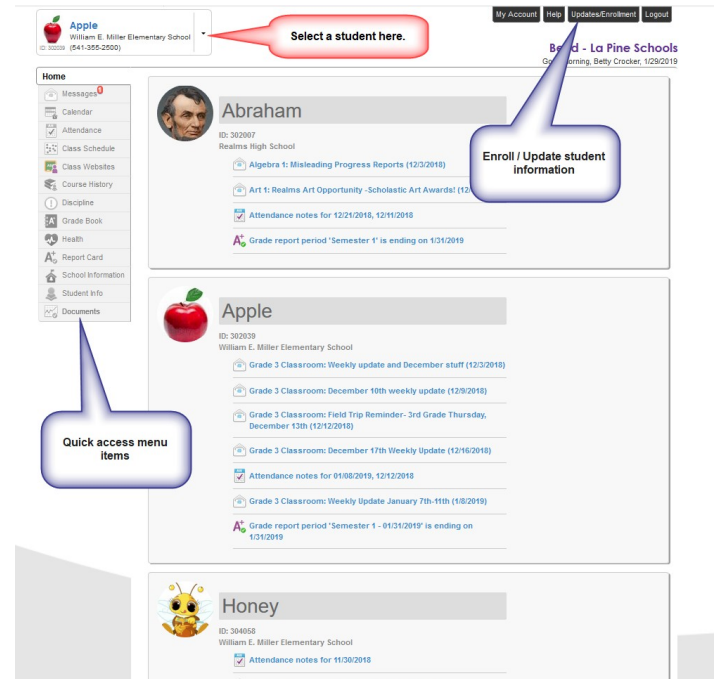 My Account Help Updates/Enrollment Logout
Apple
William E. Miller Elementary School
ID: 302039 (541-355-2500)
Select a student here.
La Pine Schools
Betty Crocker, 1/29/2019
Home
Messages
Calendar
Attendance
Class Schedule
Class Websites
Course History
Discipline
Grade Book
Health
Report Card
School Information
Student Info
Documents
Enroll / Update student
information
Quick access menu
items
Abraham
ID: 302007
Realms High School
Algebra 1: Misleading Progress Reports (12/3/2018)
Art 1: Realms Art Opportunity -Scholastic Art Awards!
Attendance notes for 12/21/2018, 12/11/2018
A+ Grade report period 'Semester 1' is ending on 1/31/2019
Apple
ID: 302039
William E. Miller Elementary School
Grade 3 Classroom: Weekly update and December stuff (12/3/2018)
Grade 3 Classroom: December 10th weekly update (12/9/2018)
Grade 3 Classroom: Field Trip Reminder- 3rd Grade Thursday,
December 13th (12/12/2018)
Grade 3 Classroom: December 17th Weekly Update (12/16/2018)
Attendance notes for 01/08/2019, 12/12/2018
Grade 3 Classroom: Weekly Update January 7th-11th (1/8/2019)
A+ Grade report period 'Semester 1 - 01/31/2019' is ending on
1/31/2019
Honey
ID: 304058
William E. Miller Elementary School
Attendance notes for 11/30/2018